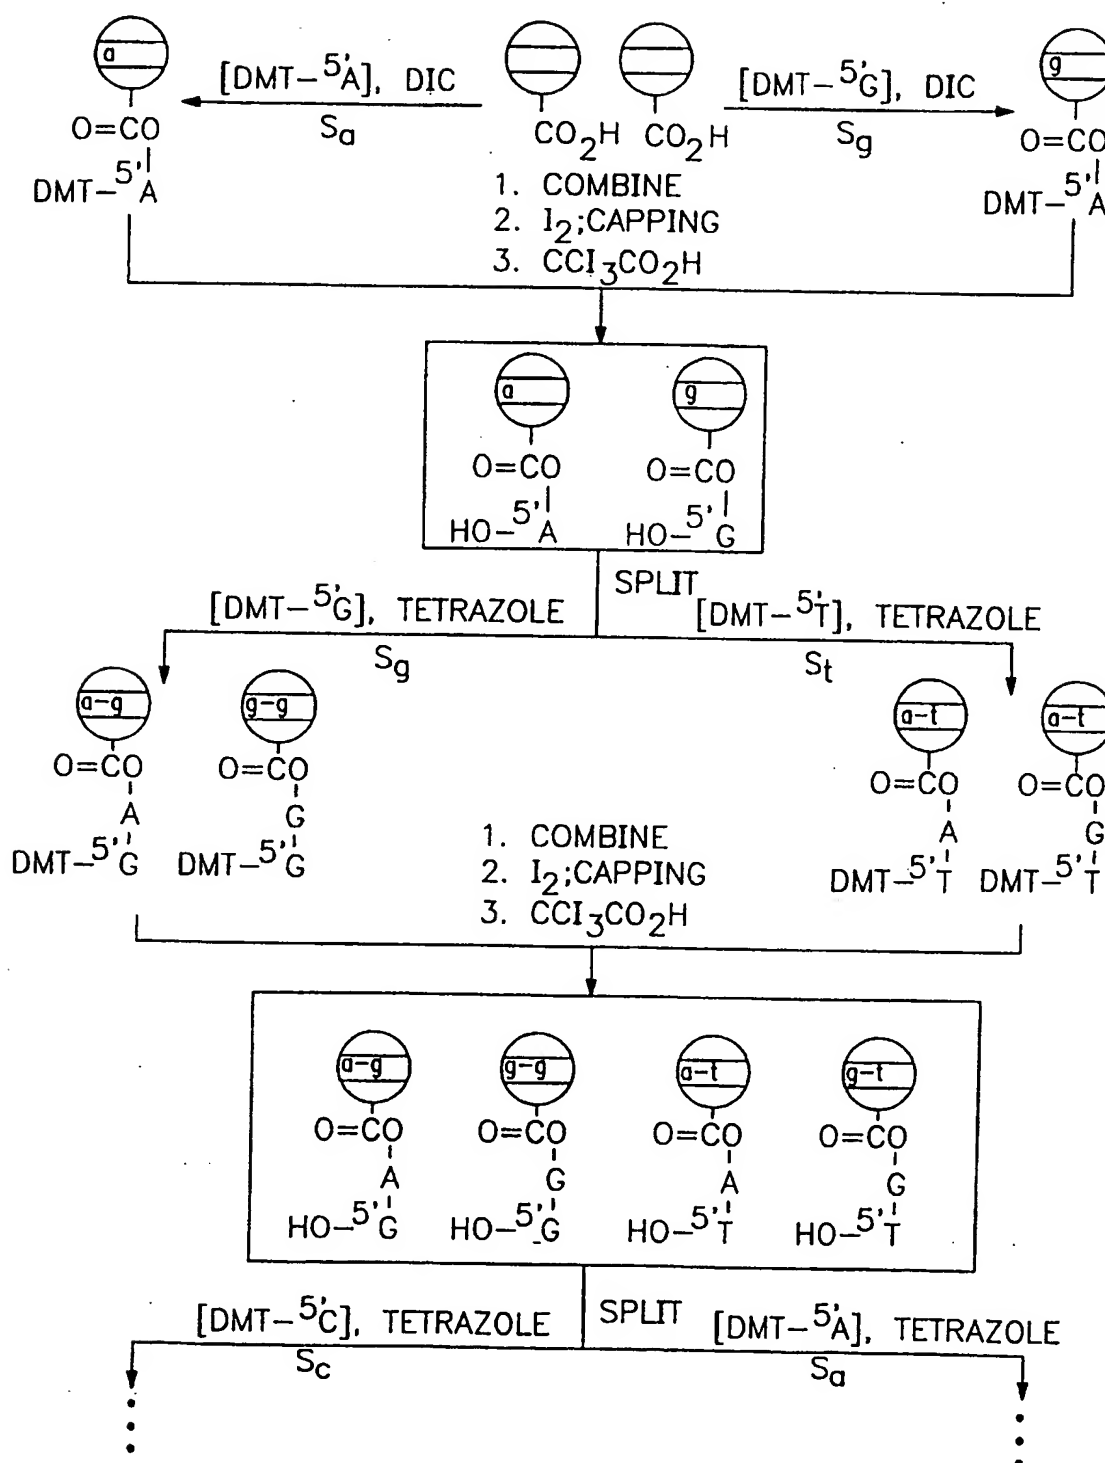 a
[DMT-5'A], DIC
Sa
CO2H
CO2H
[DMT-5'G], DIC
Sg
g
O=CO
DMT-5'A
O=CO
DMT-5'A
1. COMBINE
2. I2;CAPPING
3. CCl3CO2H
a
g
O=CO
O=CO
HO-5'A
HO-5'G
SPLIT
[DMT-5'G], TETRAZOLE
Sg
[DMT-5'T], TETRAZOLE
St
a-g
g-g
a-t
a-t
O=CO
O=CO
O=CO
O=CO
A
G
A
G
DMT-5'G
DMT-5'G
DMT-5'T
DMT-5'T
1. COMBINE
2. I2;CAPPING
3. CCl3CO2H
a-g
g-g
a-t
g-t
O=CO
O=CO
O=CO
O=CO
A
G
A
G
HO-5'G
HO-5'G
HO-5'T
HO-5'T
SPLIT
[DMT-5'C], TETRAZOLE
Sc
[DMT-5'A], TETRAZOLE
Sa